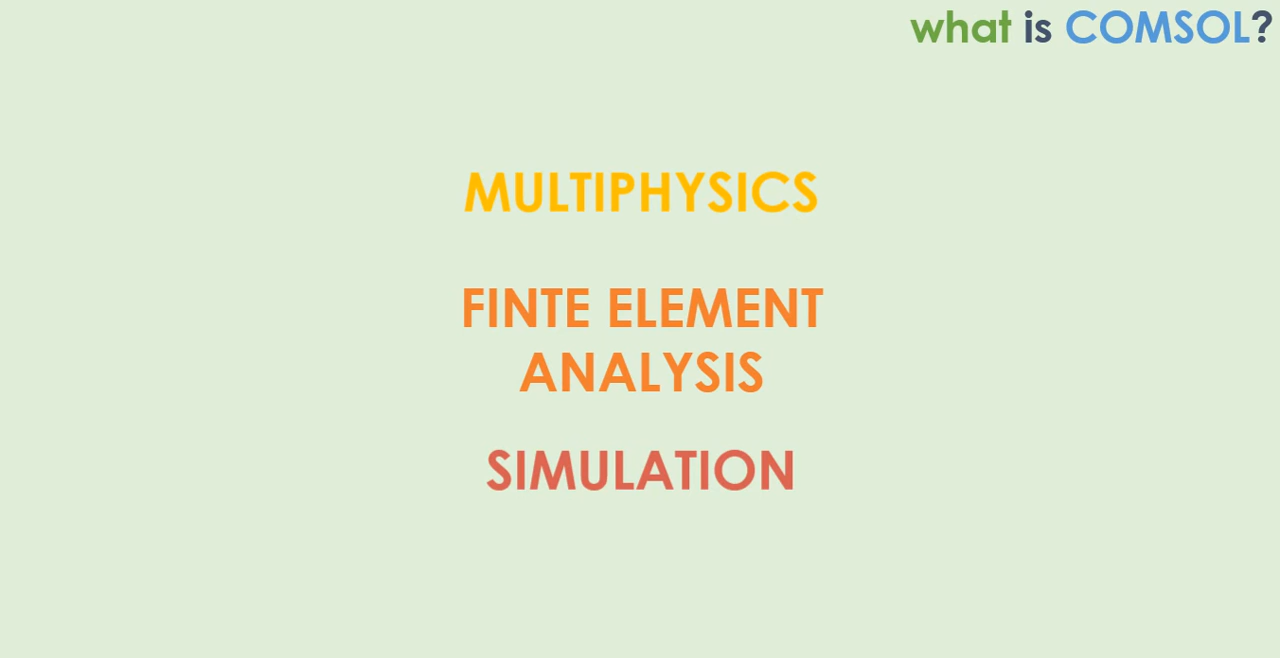 what is COMSOL?
MULTIPHYSICS
FINTE ELEMENT
ANALYSIS
SIMULATION